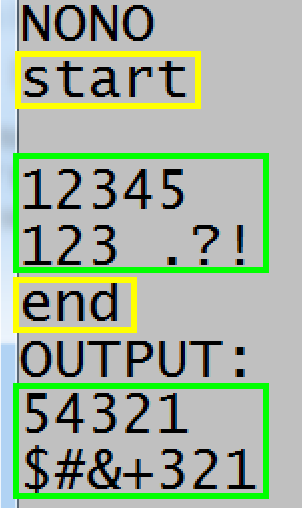 NONO
start
12345
123 .?!
end
OUTPUT:
54321
$#&+321